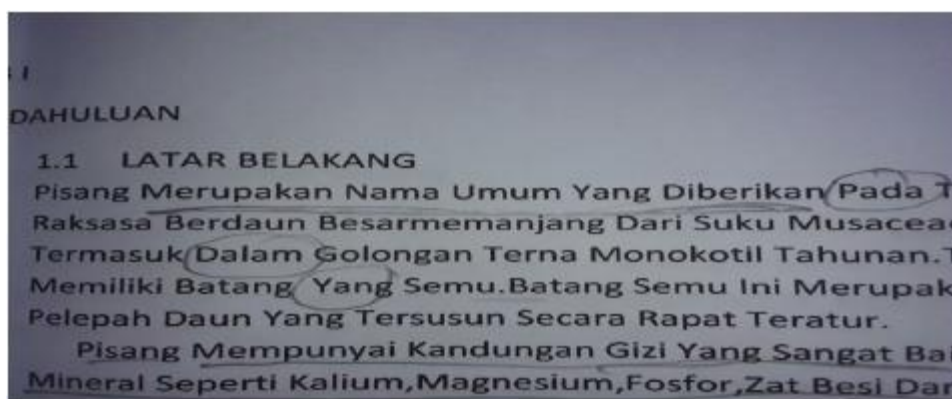 I
DAHULUAN
1.1 LATAR BELAKANG
Pisang Merupakan Nama Umum Yang Diberikan Pada T
Raksasa Berdaun Besarmemanjang Dari Suku Musacea
Termasuk Dalam Golongan Terna Monokotil Tahunan.T
Memiliki Batang Yang Semu.Batang Semu Ini Merupak
Pelepah Daun Yang Tersusun Secara Rapat Teratur.
Pisang Mempunyai Kandungan Gizi Yang Sangat Bai
Mineral Seperti Kalium,Magnesium,Fosfor,Zat Besi Dan